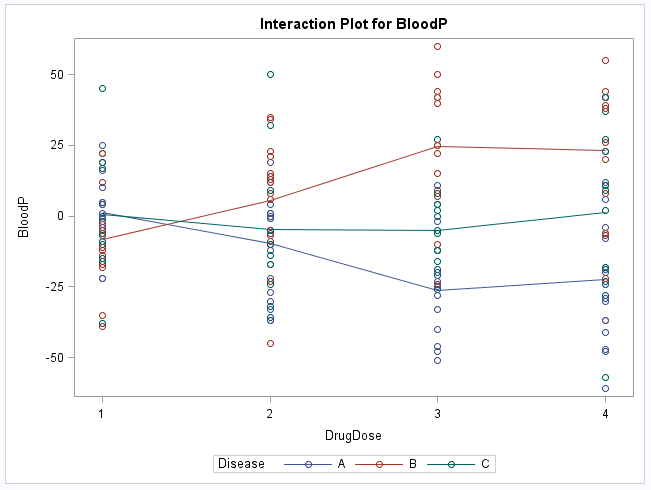 Interaction Plot for BloodP
50
25
0
-25
-50
BloodP
1 2 3 4
DrugDose
Disease A B C